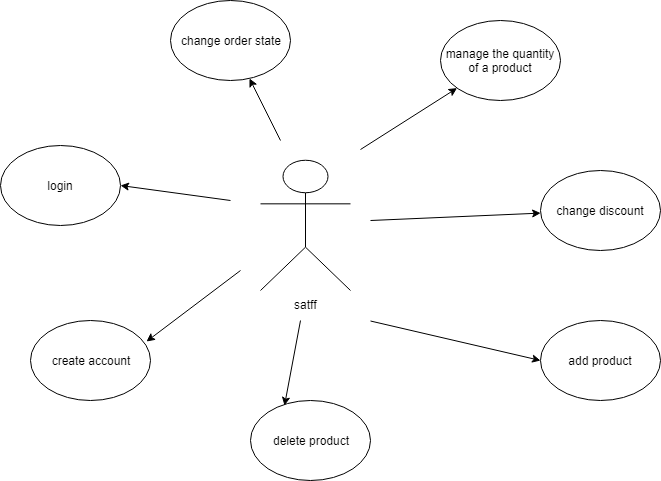 change order state
manage the quantity
of a product
login
change discount
satff
create account
add product
delete product